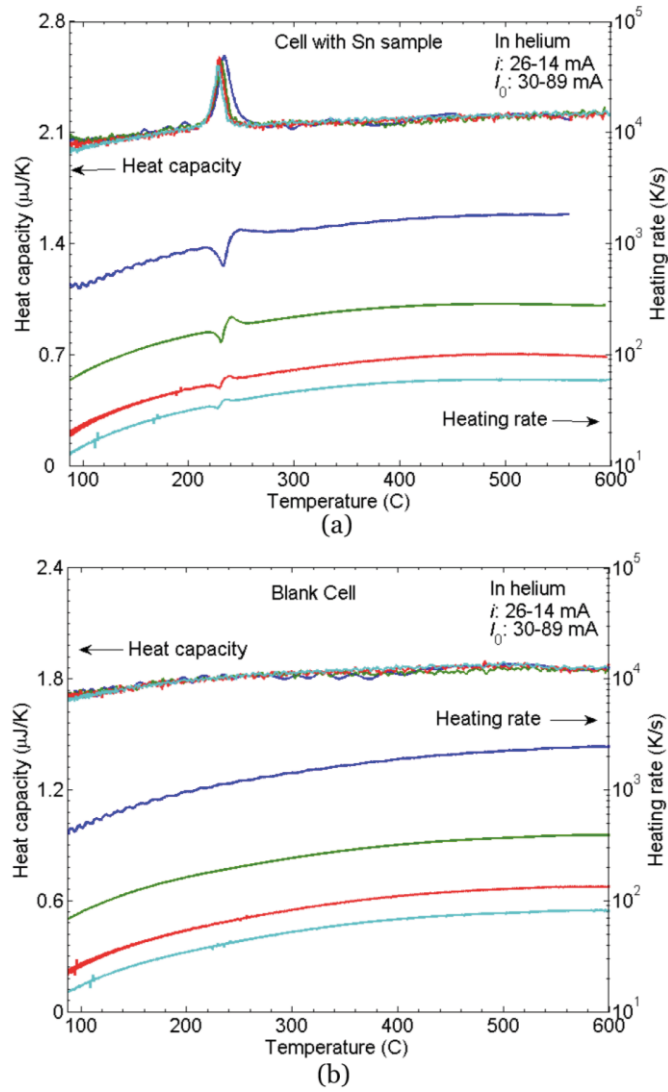 Cell with Sn sample
In helium
i: 26-14 mA
I0: 30-89 mA
Heat capacity
Heating rate
Heat capacity (μJ/K)
2.8
2.1
1.4
0.7
0
Heating rate (K/s)
10^5
10^4
10^3
10^2
10^1
100 200 300 400 500 600
Temperature (C)
(a)
Blank Cell
In helium
i: 26-14 mA
I0: 30-89 mA
Heat capacity
Heating rate
Heat capacity (μJ/K)
2.4
1.8
1.2
0.6
0
Heating rate (K/s)
10^5
10^4
10^3
10^2
10^1
100 200 300 400 500 600
Temperature (C)
(b)